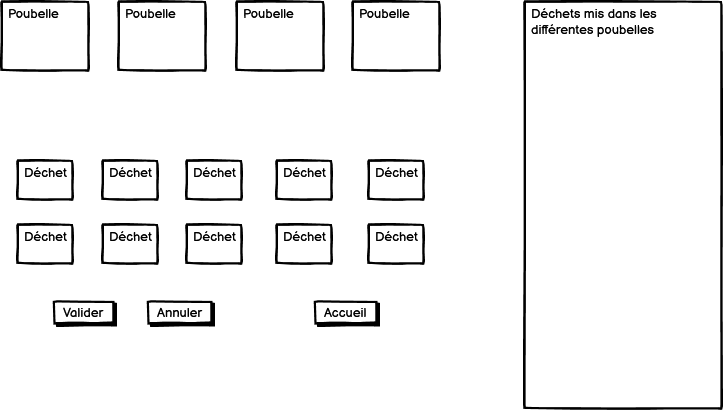 Poubelle
Poubelle
Poubelle
Poubelle
Déchets mis dans les
différentes poubelles
Déchet
Déchet
Déchet
Déchet
Déchet
Déchet
Déchet
Déchet
Déchet
Déchet
Valider
Annuler
Accueil